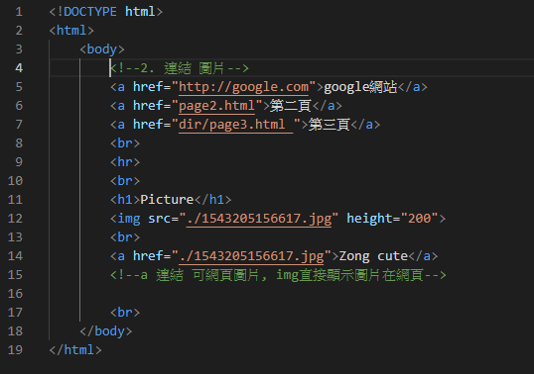 1 <!DOCTYPE html>
2 <html>
3 <body>
4 <!--2. 連結 圖片-->
5 <a href="http://google.com">google網站</a>
6 <a href="page2.html">第二頁</a>
7 <a href="dir/page3.html ">第三頁</a>
8 <br>
9 <hr>
10 <br>
11 <h1>Picture</h1>
12 <img src="./1543205156617.jpg" height="200">
13 <br>
14 <a href="./1543205156617.jpg">Zong cute</a>
15 <!--a 連結 可網頁圖片, img直接顯示圖片在網頁-->
16
17 <br>
18 </body>
19 </html>